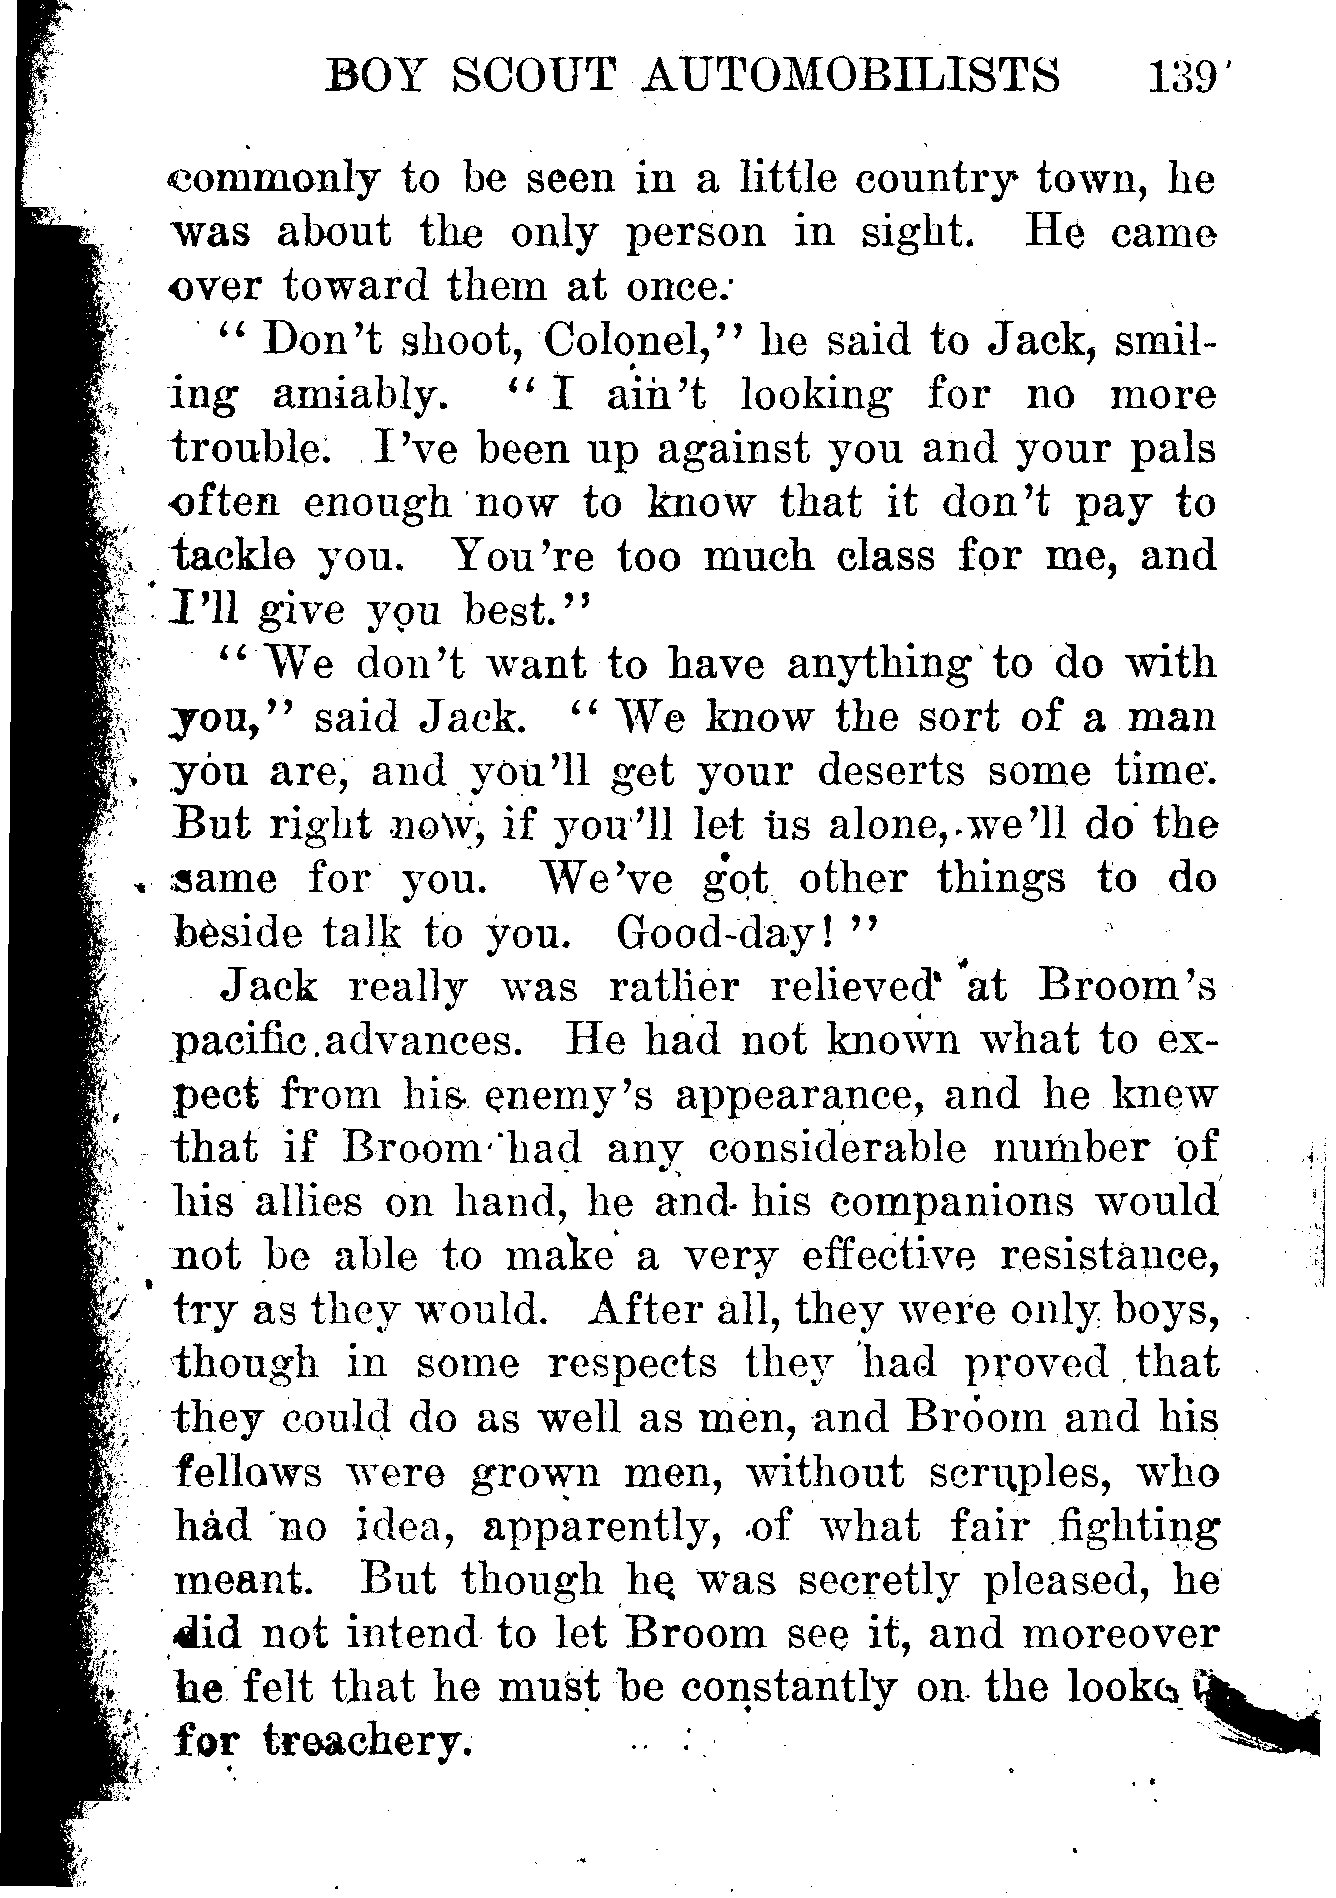 BOY SCOUT AUTOMOBILISTS 139
commonly to be seen in a little country town, he
was about the only person in sight. He came
over toward them at once.
“ Don’t shoot, Colonel,” he said to Jack, smil-
ing amiably. “ I ain’t looking for no more
trouble. I’ve been up against you and your pals
often enough now to know that it don’t pay to
tackle you. You’re too much class for me, and
I’ll give you best.”
“ We don’t want to have anything to do with
you,” said Jack. “ We know the sort of a man
you are, and you’ll get your deserts some time.
But right now, if you’ll let us alone, we’ll do the
same for you. We’ve got other things to do
beside talk to you. Good-day! ”
Jack really was rather relieved at Broom’s
pacific advances. He had not known what to ex-
pect from his enemy’s appearance, and he knew
that if Broom had any considerable number of
his allies on hand, he and his companions would
not be able to make a very effective resistance,
try as they would. After all, they were only boys,
though in some respects they had proved that
they could do as well as men, and Broom and his
fellows were grown men, without scruples, who
had no idea, apparently, of what fair fighting
meant. But though he was secretly pleased, he
did not intend to let Broom see it, and moreover
he felt that he must be constantly on the
for treachery.